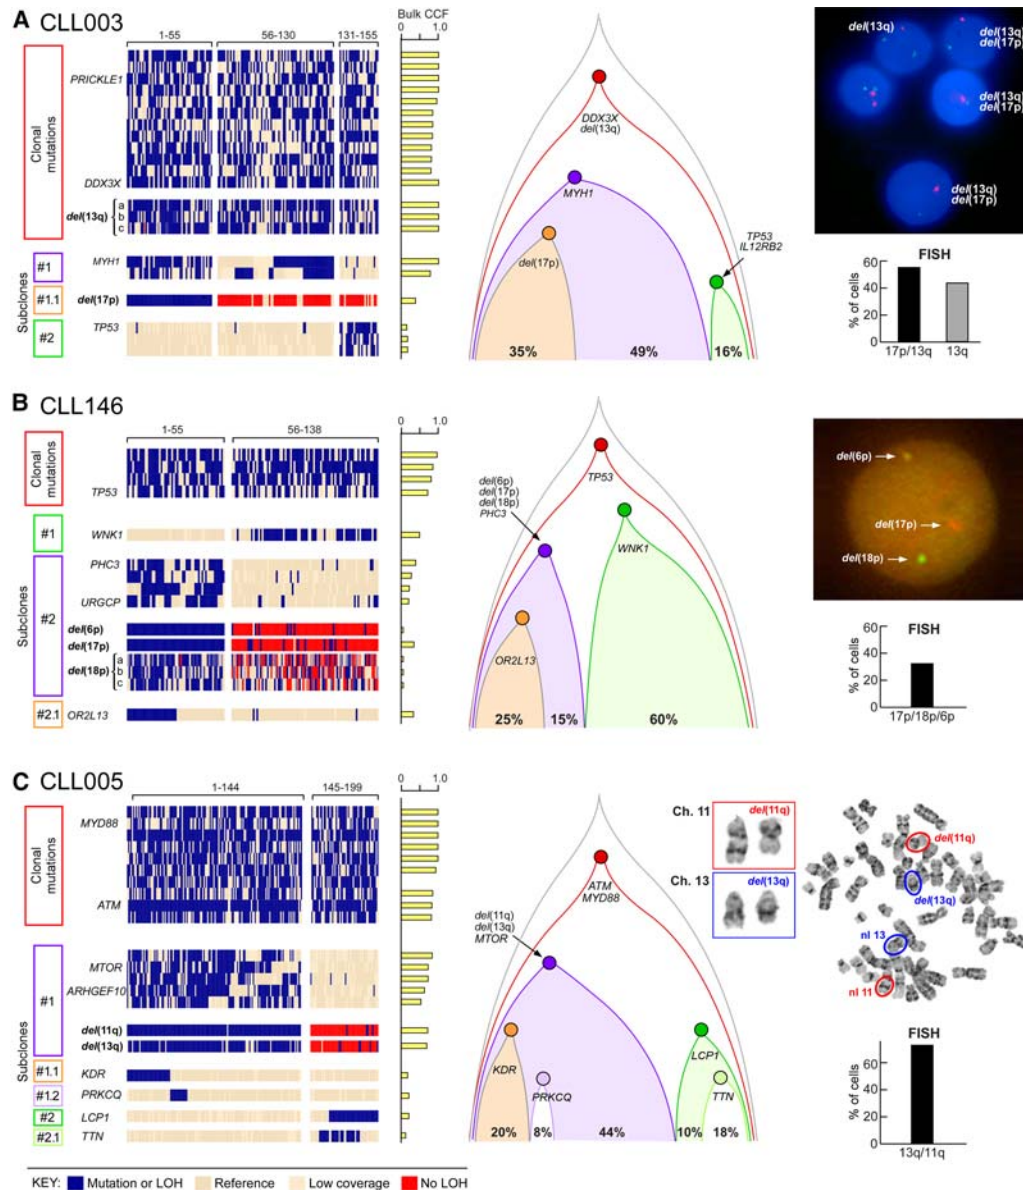 A CLL003
1-55 56-130 131-155
Bulk CCF
0 1.0
Clonal mutations
PRICKLE1
DDX3X
del(13q)
a
b
c
Subclones
#1
MYH1
#1.1
del(17p)
#2
TP53
DDX3X
del(13q)
MYH1
del(17p)
TP53
IL12RB2
35% 49% 16%
del(13q)
del(13q)
del(17p)
del(13q)
del(17p)
del(13q)
del(17p)
FISH
% of cells
60
40
20
0
17p/13q 13q
B CLL146
1-55 56-138
0 1.0
Clonal mutations
TP53
Subclones
#1
WNK1
#2
PHC3
URGCP
del(6p)
del(17p)
del(18p)
a
b
c
#2.1
OR2L13
TP53
del(6p)
del(17p)
del(18p)
PHC3
WNK1
OR2L13
25% 15% 60%
del(6p)
del(17p)
del(18p)
FISH
% of cells
60
40
20
0
17p/18p/6p
C CLL005
1-144 145-199
0 1.0
Clonal mutations
MYD88
ATM
Subclones
#1
MTOR
ARHGEF10
del(11q)
del(13q)
#1.1
KDR
#1.2
PRKCQ
#2
LCP1
#2.1
TTN
ATM
MYD88
del(11q)
del(13q)
MTOR
KDR
PRKCQ
LCP1
TTN
20% 8% 44% 10% 18%
Ch. 11
del(11q)
Ch. 13
del(13q)
del(11q)
del(13q)
nl 13
nl 11
FISH
% of cells
60
40
20
0
13q/11q
KEY: Mutation or LOH Reference Low coverage No LOH